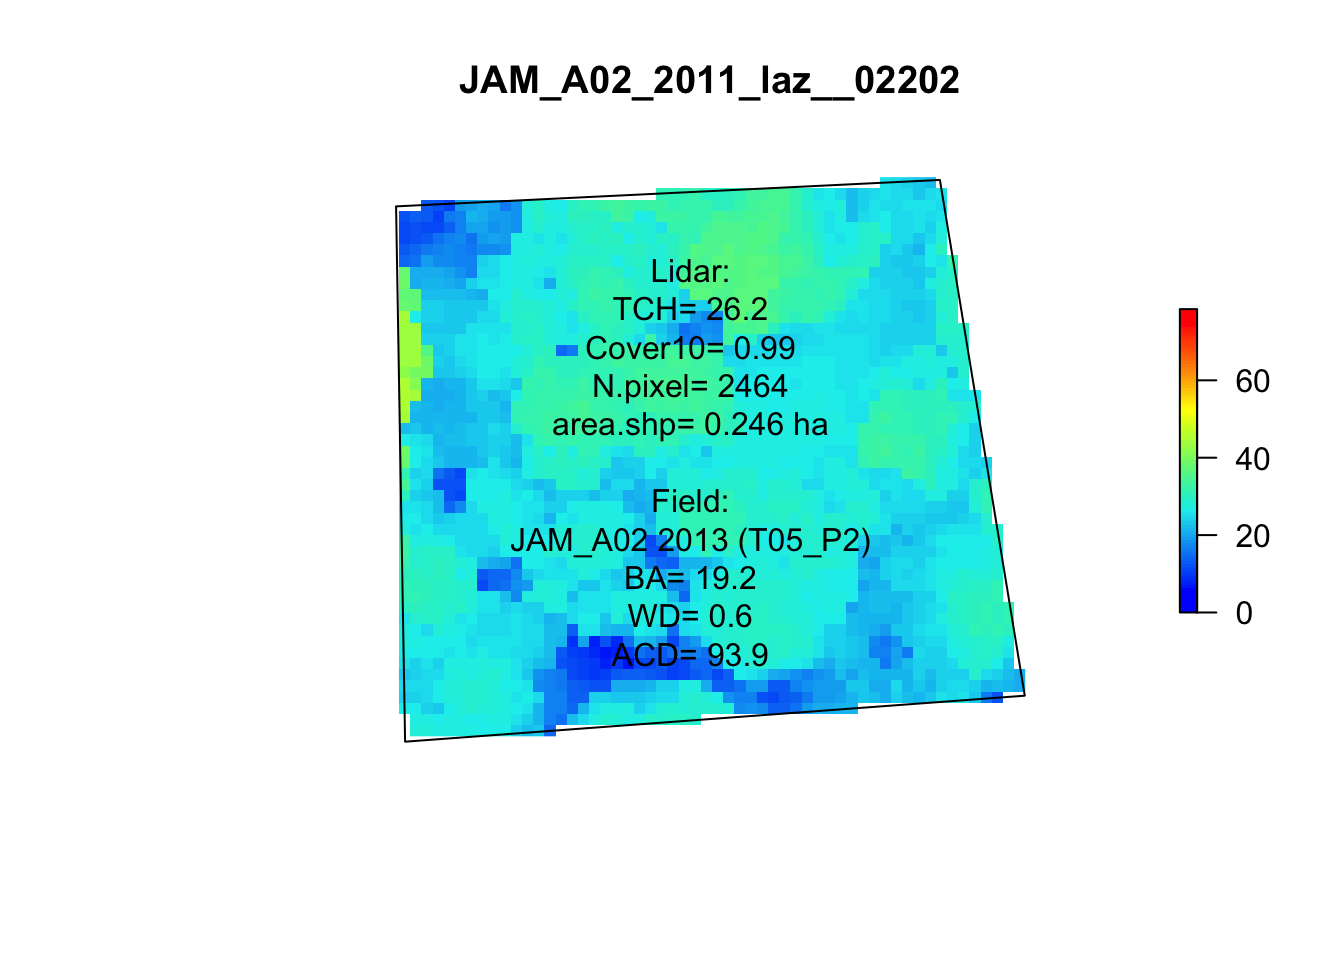 JAM_A02_2011_laz__02202
Lidar:
TCH= 26.2
Cover10= 0.99
N.pixel= 2464
area.shp= 0.246 ha
Field:
JAM_A02 2013 (T05_P2)
BA= 19.2
WD= 0.6
ACD= 93.9
60
40
20
0